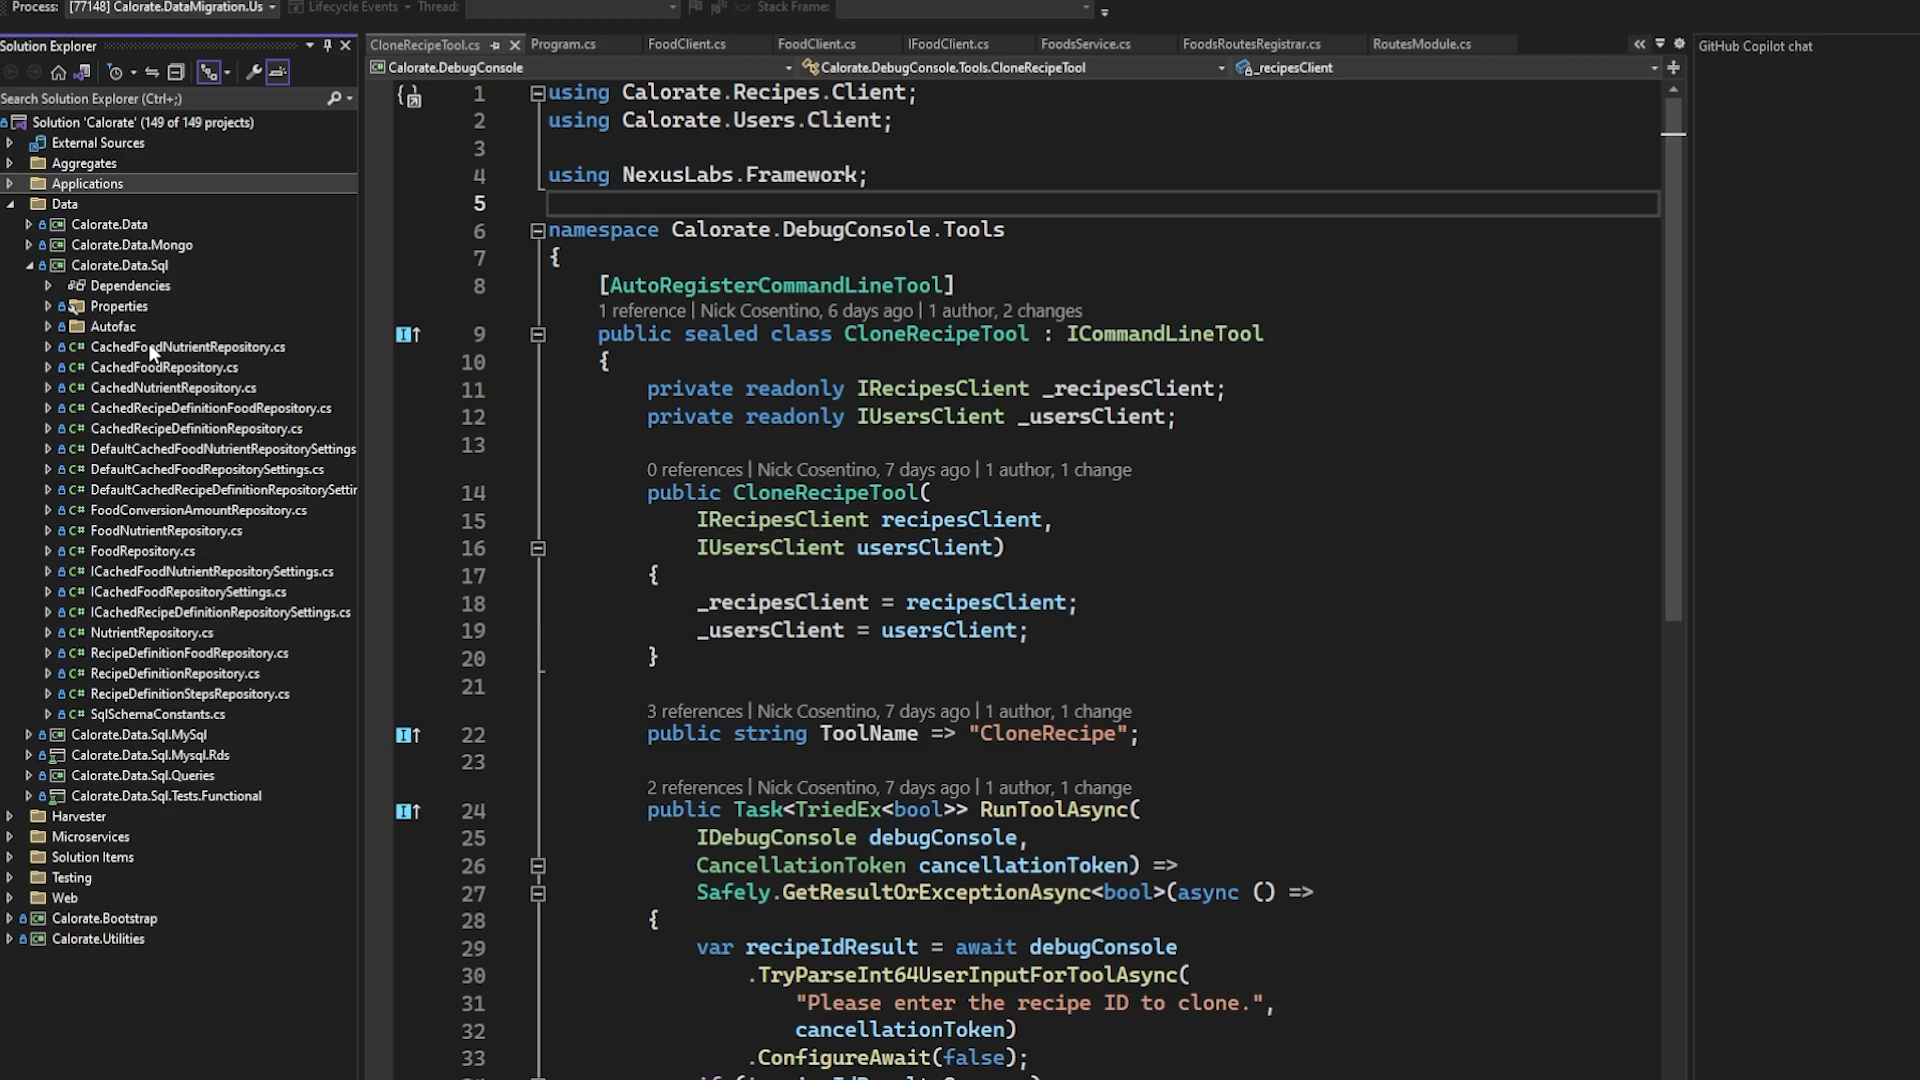 Process: [77148] Calorate.DataMigration.Us Lifecycle Events Thread: Stack Frame:
Solution Explorer
Search Solution Explorer (Ctrl+;)
Solution 'Calorate' (149 of 149 projects)
External Sources
Aggregates
Applications
Data
Calorate.Data
Calorate.Data.Mongo
Calorate.Data.Sql
Dependencies
Properties
Autofac
CachedFoodNutrientRepository.cs
CachedFoodRepository.cs
CachedNutrientRepository.cs
CachedRecipeDefinitionFoodRepository.cs
CachedRecipeDefinitionRepository.cs
DefaultCachedFoodNutrientRepositorySettings
DefaultCachedFoodRepositorySettings.cs
DefaultCachedRecipeDefinitionRepositorySettin
FoodConversionAmountRepository.cs
FoodNutrientRepository.cs
FoodRepository.cs
ICachedFoodNutrientRepositorySettings.cs
ICachedFoodRepositorySettings.cs
ICachedRecipeDefinitionRepositorySettings.cs
NutrientRepository.cs
RecipeDefinitionFoodRepository.cs
RecipeDefinitionRepository.cs
RecipeDefinitionStepsRepository.cs
SqlSchemaConstants.cs
Calorate.Data.Sql.MySql
Calorate.Data.Sql.Mysql.Rds
Calorate.Data.Sql.Queries
Calorate.Data.Sql.Tests.Functional
Harvester
Microservices
Solution Items
Testing
Web
Calorate.Bootstrap
Calorate.Utilities
CloneRecipeTool.cs Program.cs FoodClient.cs FoodClient.cs IFoodClient.cs FoodsService.cs FoodsRoutesRegistrar.cs RoutesModule.cs
Calorate.DebugConsole Calorate.DebugConsole.Tools.CloneRecipeTool _recipesClient
1 using Calorate.Recipes.Client;
2 using Calorate.Users.Client;
3
4 using NexusLabs.Framework;
5
6 namespace Calorate.DebugConsole.Tools
7 {
8 [AutoRegisterCommandLineTool]
1 reference | Nick Cosentino, 6 days ago | 1 author, 2 changes
9 public sealed class CloneRecipeTool : ICommandLineTool
10 {
11 private readonly IRecipesClient _recipesClient;
12 private readonly IUsersClient _usersClient;
13
0 references | Nick Cosentino, 7 days ago | 1 author, 1 change
14 public CloneRecipeTool(
15 IRecipesClient recipesClient,
16 IUsersClient usersClient)
17 {
18 _recipesClient = recipesClient;
19 _usersClient = usersClient;
20 }
21
3 references | Nick Cosentino, 7 days ago | 1 author, 1 change
22 public string ToolName => "CloneRecipe";
23
2 references | Nick Cosentino, 7 days ago | 1 author, 1 change
24 public Task<TriedEx<bool>> RunToolAsync(
25 IDebugConsole debugConsole,
26 CancellationToken cancellationToken) =>
27 Safely.GetResultOrExceptionAsync<bool>(async () =>
28 {
29 var recipeIdResult = await debugConsole
30 .TryParseInt64UserInputForToolAsync(
31 "Please enter the recipe ID to clone.",
32 cancellationToken)
33 .ConfigureAwait(false);
GitHub Copilot chat